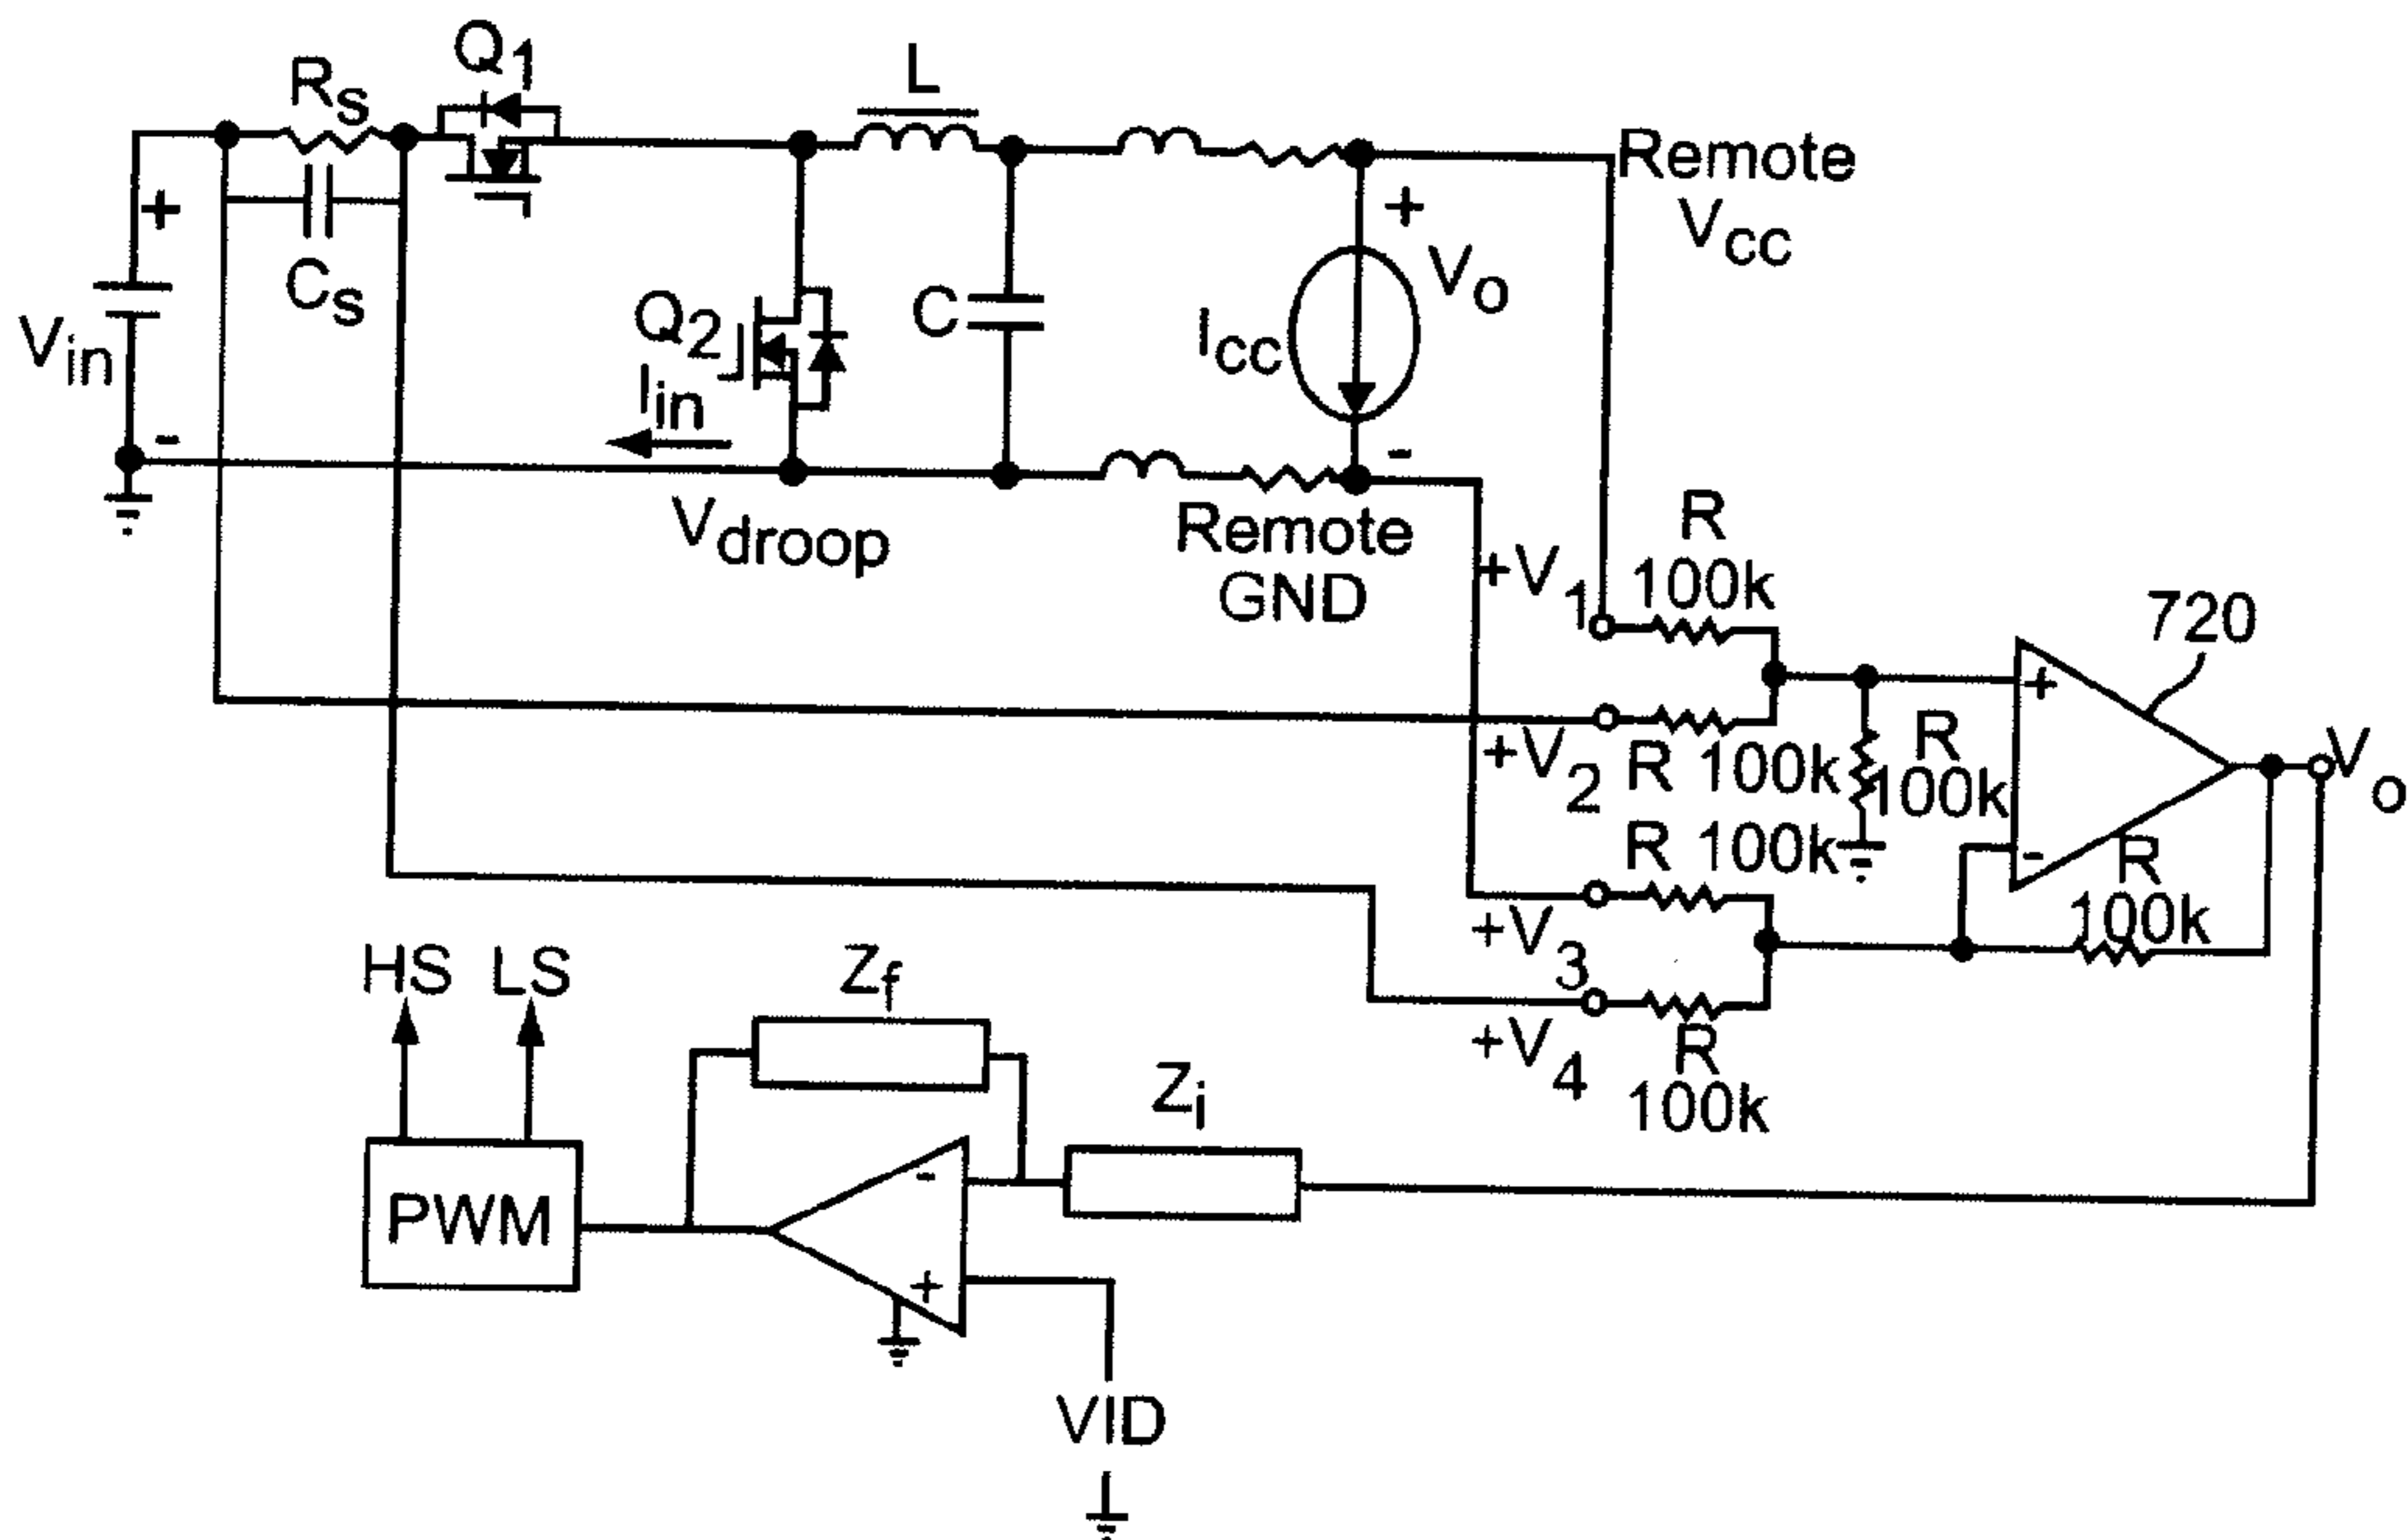 Q1
L
Rs
+
Remote
Vcc
+
Cs
Vin
Q2
C
Icc
Vo
Iin
-
-
Vdroop
Remote
GND
+V1
R
100k
720
+
+V2
R 100k
R
100k
Vo
R 100k
-
R
100k
+V3
+V4
R
100k
HS
LS
Zf
Zi
PWM
-
+
VID